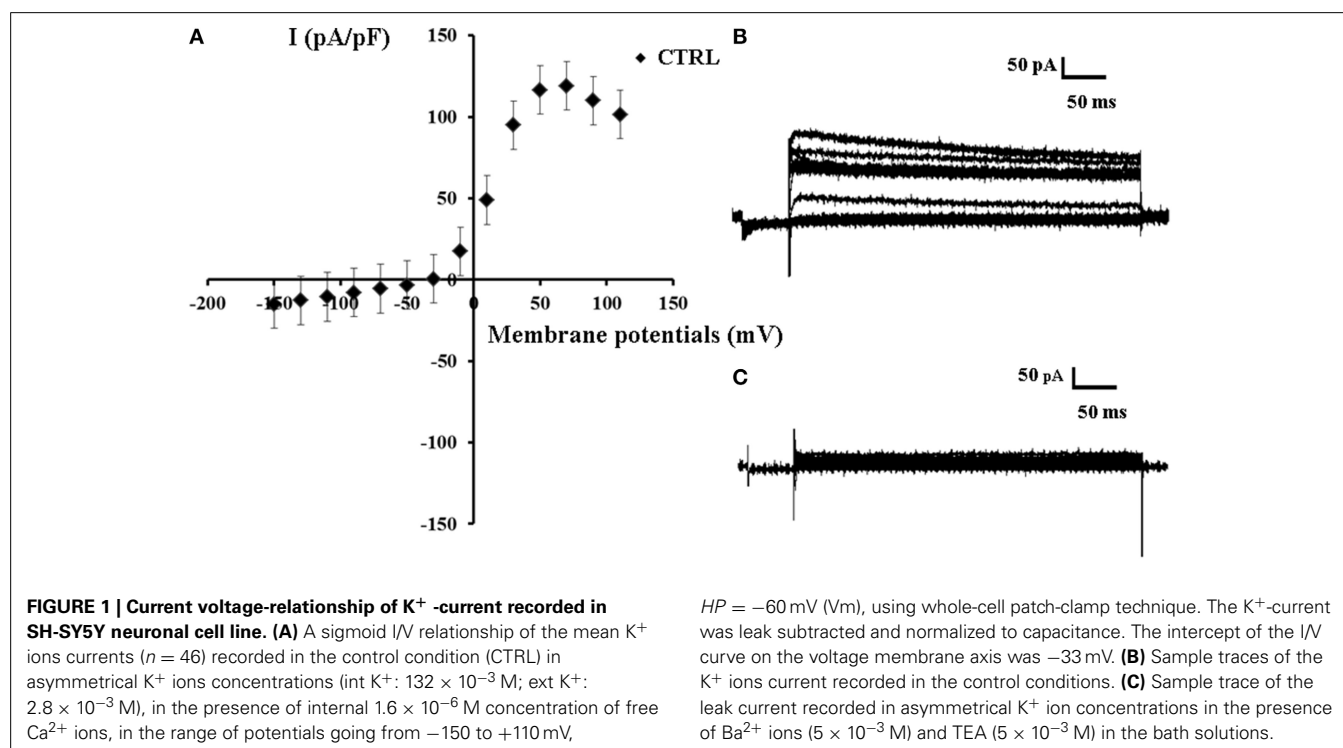 A
I (pA/pF)
150
100
50
0
-50
-100
-150
-200
-150
-100
-50
0
50
100
150
CTRL
Membrane potentials (mV)
B
50 pA
50 ms
C
50 pA
50 ms
FIGURE 1 | Current voltage-relationship of K+ -current recorded in
SH-SY5Y neuronal cell line. (A) A sigmoid I/V relationship of the mean K+
ions currents (n = 46) recorded in the control condition (CTRL) in
asymmetrical K+ ions concentrations (int K+: 132 × 10−3 M; ext K+:
2.8 × 10−3 M), in the presence of internal 1.6 × 10−6 M concentration of free
Ca2+ ions, in the range of potentials going from −150 to +110 mV,
HP = −60 mV (Vm), using whole-cell patch-clamp technique. The K+-current
was leak subtracted and normalized to capacitance. The intercept of the I/V
curve on the voltage membrane axis was −33 mV. (B) Sample traces of the
K+ ions current recorded in the control conditions. (C) Sample trace of the
leak current recorded in asymmetrical K+ ion concentrations in the presence
of Ba2+ ions (5 × 10−3 M) and TEA (5 × 10−3 M) in the bath solutions.